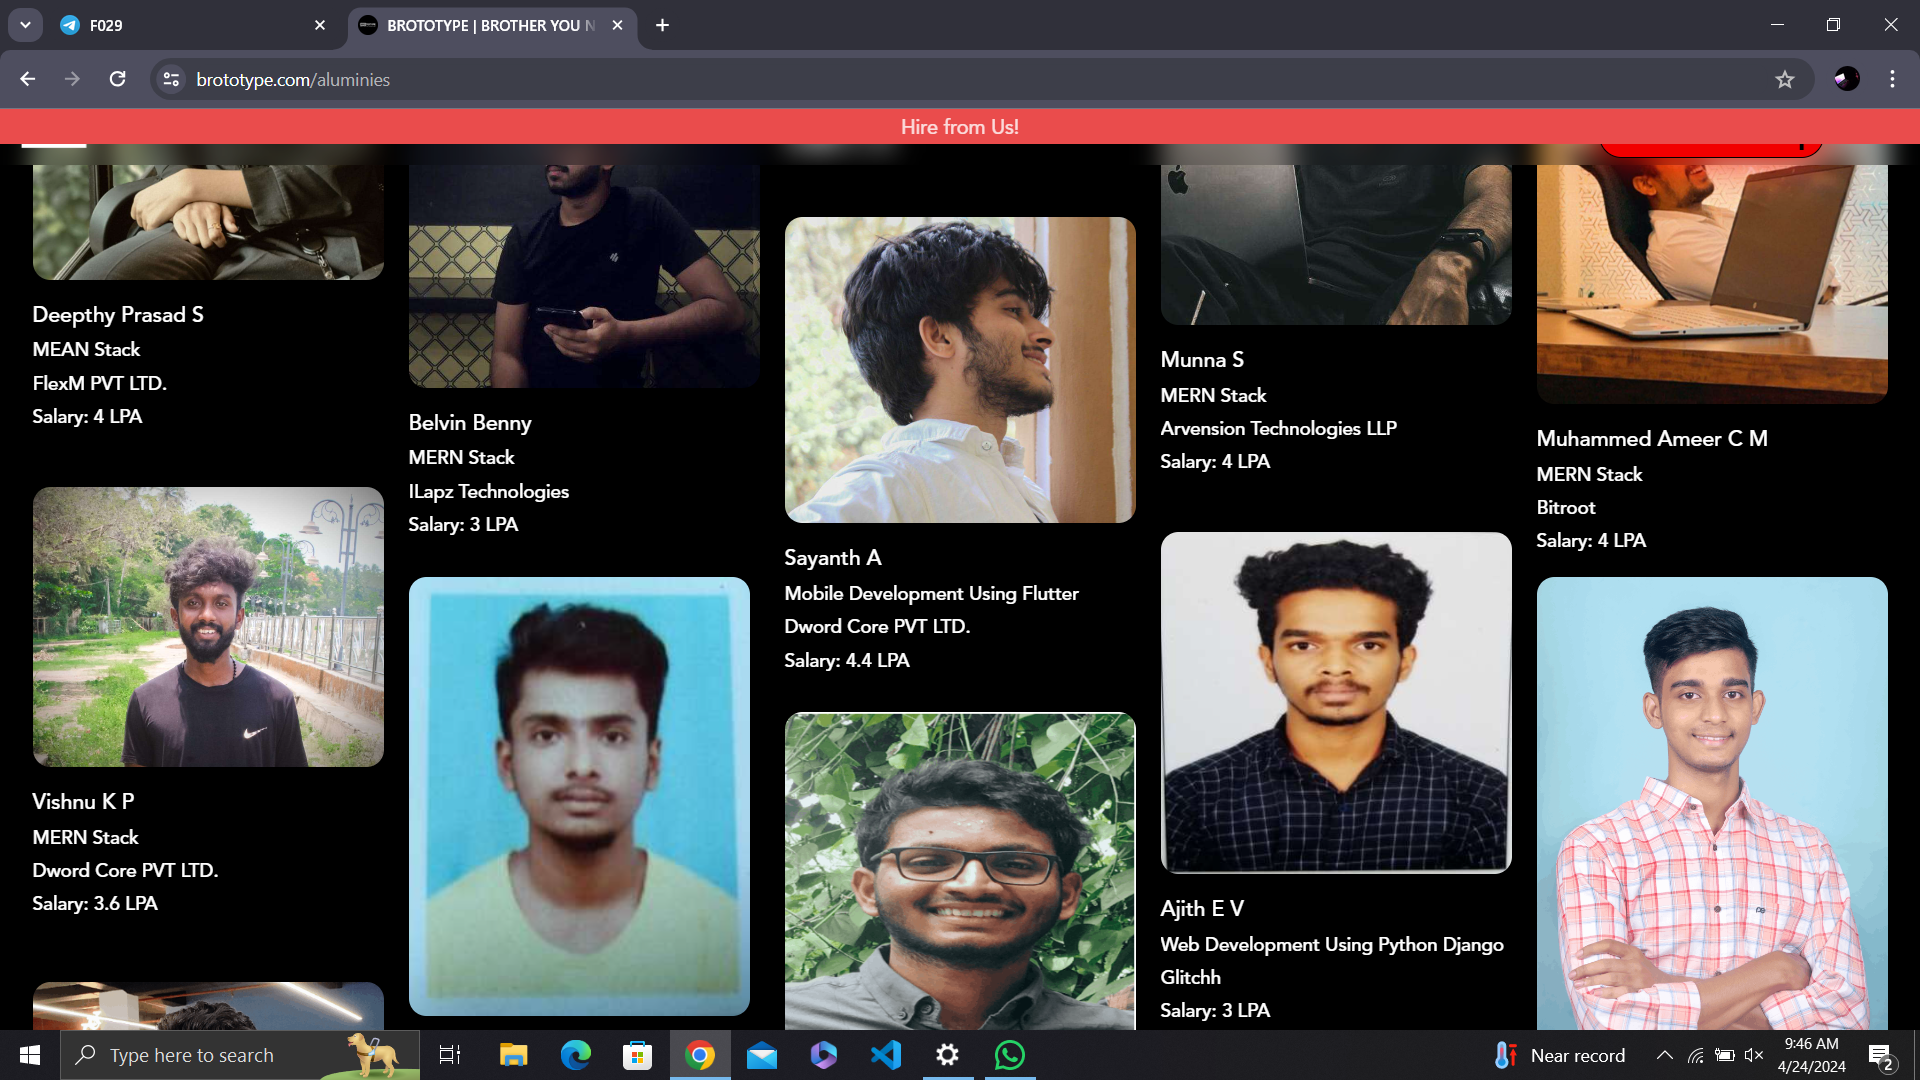 F029
BROTOTYPE | BROTHER YOU N
brototype.com/aluminies
Hire from Us!
Deepthy Prasad S
MEAN Stack
FlexM PVT LTD.
Salary: 4 LPA
Vishnu K P
MERN Stack
Dword Core PVT LTD.
Salary: 3.6 LPA
Belvin Benny
MERN Stack
ILapz Technologies
Salary: 3 LPA
Sayanth A
Mobile Development Using Flutter
Dword Core PVT LTD.
Salary: 4.4 LPA
Munna S
MERN Stack
Arvension Technologies LLP
Salary: 4 LPA
Ajith E V
Web Development Using Python Django
Glitchh
Salary: 3 LPA
Muhammed Ameer C M
MERN Stack
Bitroot
Salary: 4 LPA
Type here to search
Near record
9:46 AM
4/24/2024
2